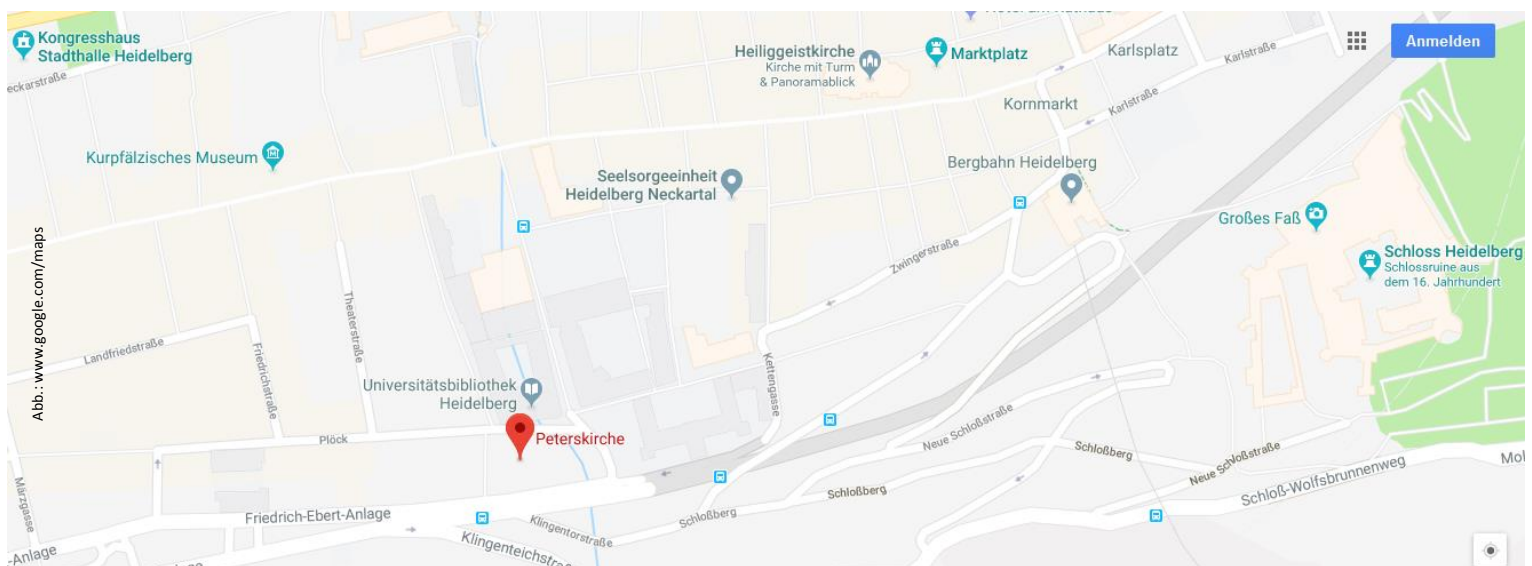 Kongresshaus
Stadthalle Heidelberg
Heiliggeistkirche
Kirche mit Turm
& Panoramablick
Marktplatz
Karlsplatz
Karlstraße
Anmelden
eckarstraße
Kornmarkt
Karlstraße
Kurpfälzisches Museum
Seelsorgeeinheit
Heidelberg Neckartal
Bergbahn Heidelberg
Großes Faß
Schloss Heidelberg
Schlossruine aus
dem 16. Jahrhundert
Zwingerstraße
Abb.: www.google.com/maps
Theaterstraße
Landfriedstraße
Friedrichstraße
Kettengasse
Universitätsbibliothek
Heidelberg
Plöck
Peterskirche
Neue Schloßstraße
Schloßberg
Neue Schloßstraße
Schloß-Wolfsbrunnenweg
Mol
Märzgasse
Schloßberg
Friedrich-Ebert-Anlage
Schloßberg
Klingentorstraße
Klingenteichstr
-Anlage